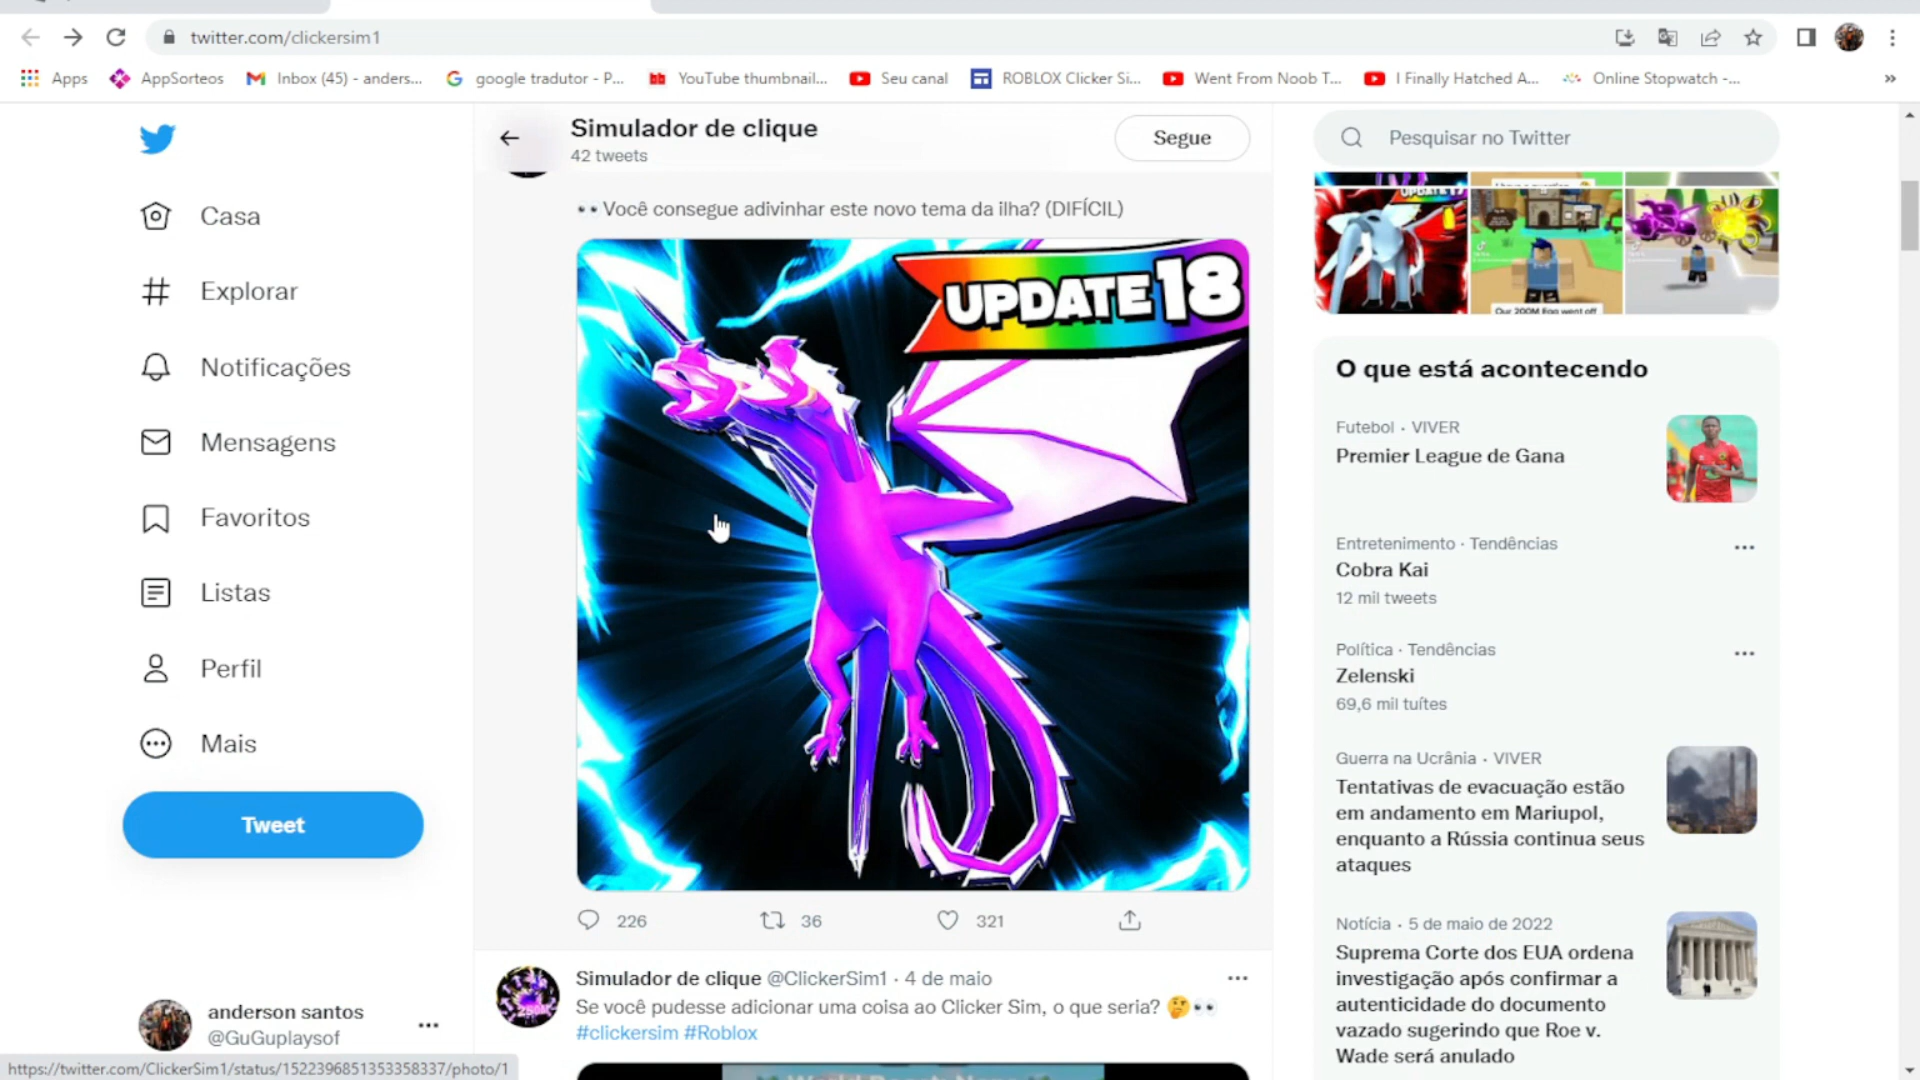 twitter.com/clickersim1
Apps
AppSorteos
Inbox (45) - anders...
google tradutor - P...
YouTube thumbnail...
Seu canal
ROBLOX Clicker Si...
Went From Noob T...
I Finally Hatched A...
Online Stopwatch -...
Casa
Explorar
Notificações
Mensagens
Favoritos
Listas
Perfil
Mais
Tweet
anderson santos
@GuGuplaysof
https://twitter.com/ClickerSim1/status/1522396851353358337/photo/1
Simulador de clique
42 tweets
Segue
Você consegue adivinhar este novo tema da ilha? (DIFÍCIL)
UPDATE 18
226
36
321
Simulador de clique @ClickerSim1 · 4 de maio
Se você pudesse adicionar uma coisa ao Clicker Sim, o que seria? 🤔👀
#clickersim #Roblox
Pesquisar no Twitter
Our 200M Egg went off
O que está acontecendo
Futebol · VIVER
Premier League de Gana
Entretenimento · Tendências
Cobra Kai
12 mil tweets
Política · Tendências
Zelenski
69,6 mil tuítes
Guerra na Ucrânia · VIVER
Tentativas de evacuação estão
em andamento em Mariupol,
enquanto a Rússia continua seus
ataques
Notícia · 5 de maio de 2022
Suprema Corte dos EUA ordena
investigação após confirmar a
autenticidade do documento
vazado sugerindo que Roe v.
Wade será anulado